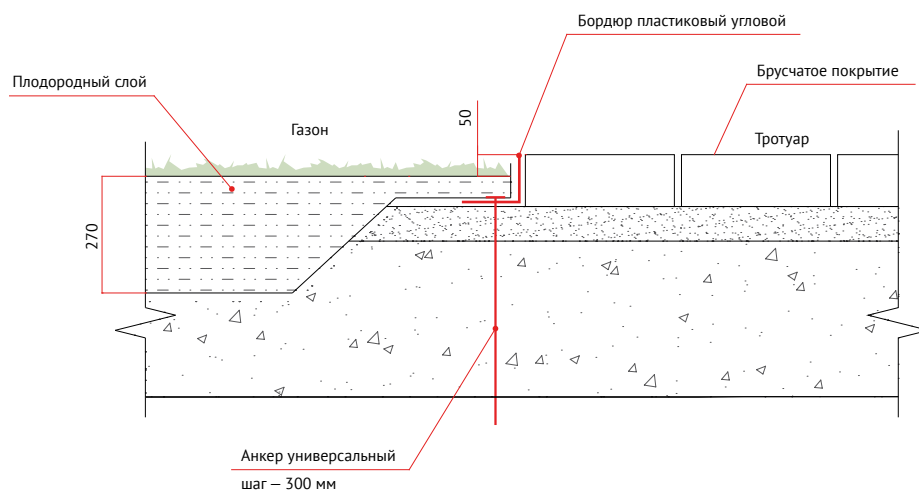 Бордюр пластиковый угловой
Брусчатое покрытие
Плодородный слой
50
Газон
Тротуар
270
Анкер универсальный
шаг — 300 мм